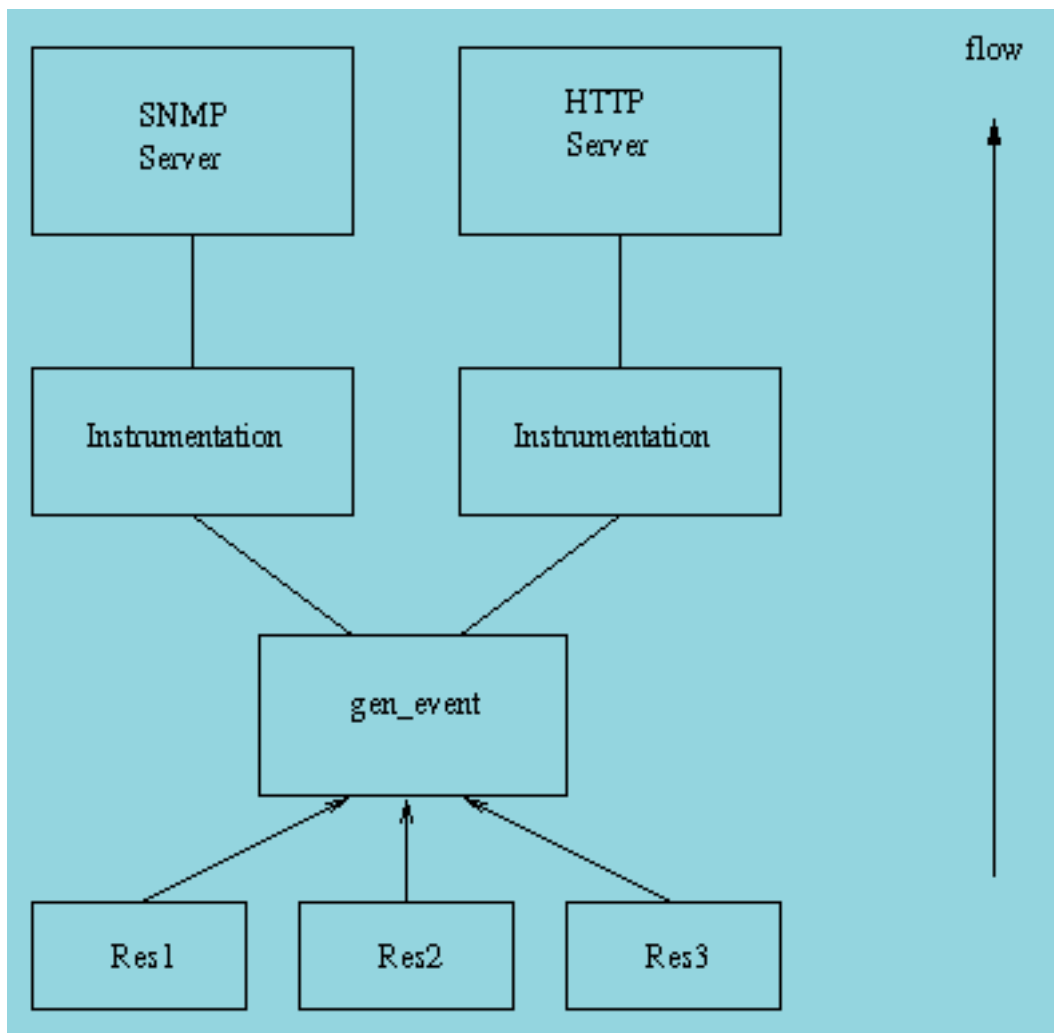 flow
SNMP
Server
HTTP
Server
Instrumentation
Instrumentation
gen_event
Res1
Res2
Res3